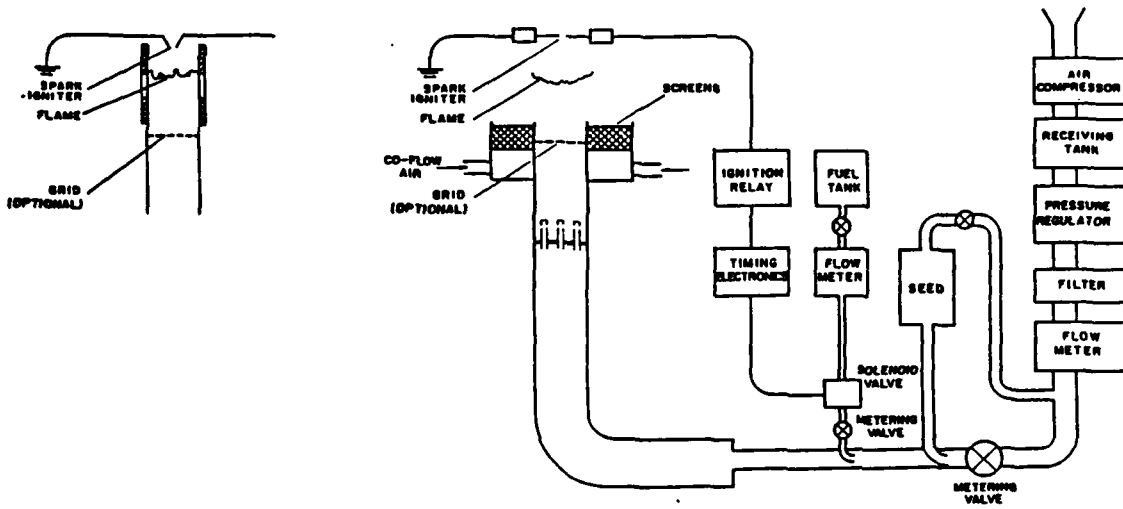 SPARK
IGNITER
FLAME
GRID
(OPTIONAL)
SPARK
IGNITER
FLAME
SCREENS
CO-FLOW
AIR
GRID
(OPTIONAL)
IGNITION
RELAY
TIMING
ELECTRONICS
FUEL
TANK
FLOW
METER
SOLENOID
VALVE
METERING
VALVE
SEED
AIR
COMPRESSOR
RECEIVING
TANK
PRESSURE
REGULATOR
FILTER
FLOW
METER
METERING
VALVE